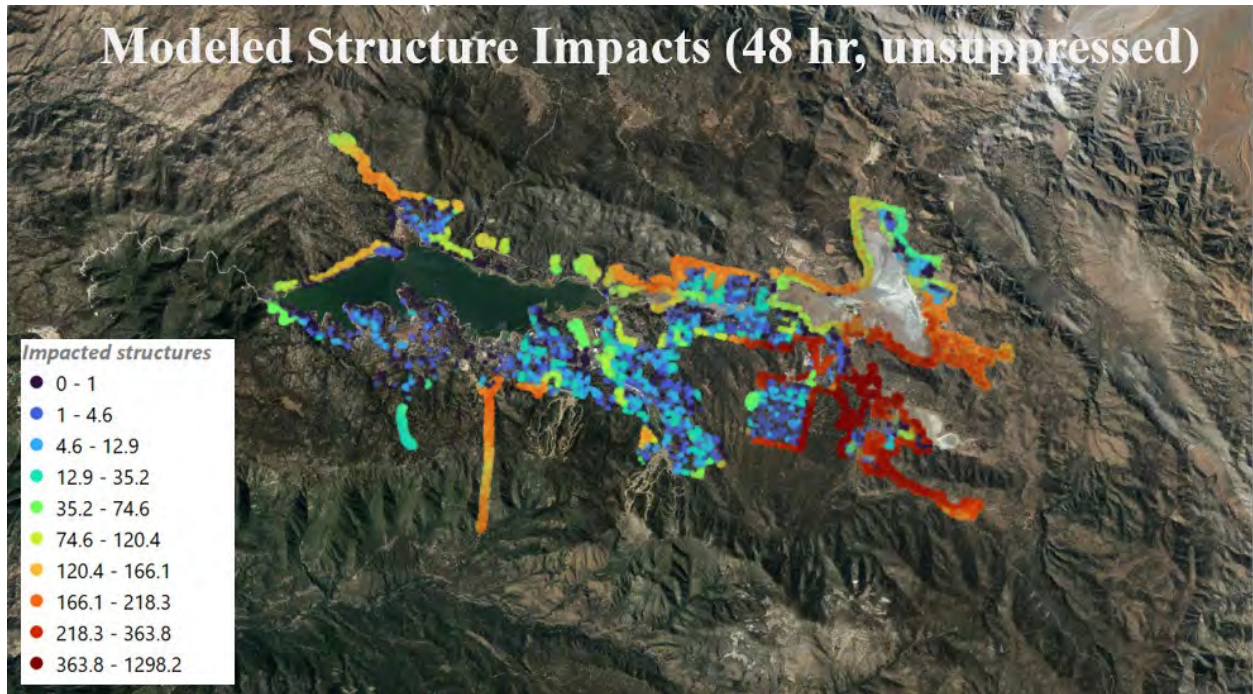 Modeled Structure Impacts (48 hr, unsuppressed)
Impacted structures
0 - 1
1 - 4.6
4.6 - 12.9
12.9 - 35.2
35.2 - 74.6
74.6 - 120.4
120.4 - 166.1
166.1 - 218.3
218.3 - 363.8
363.8 - 1298.2